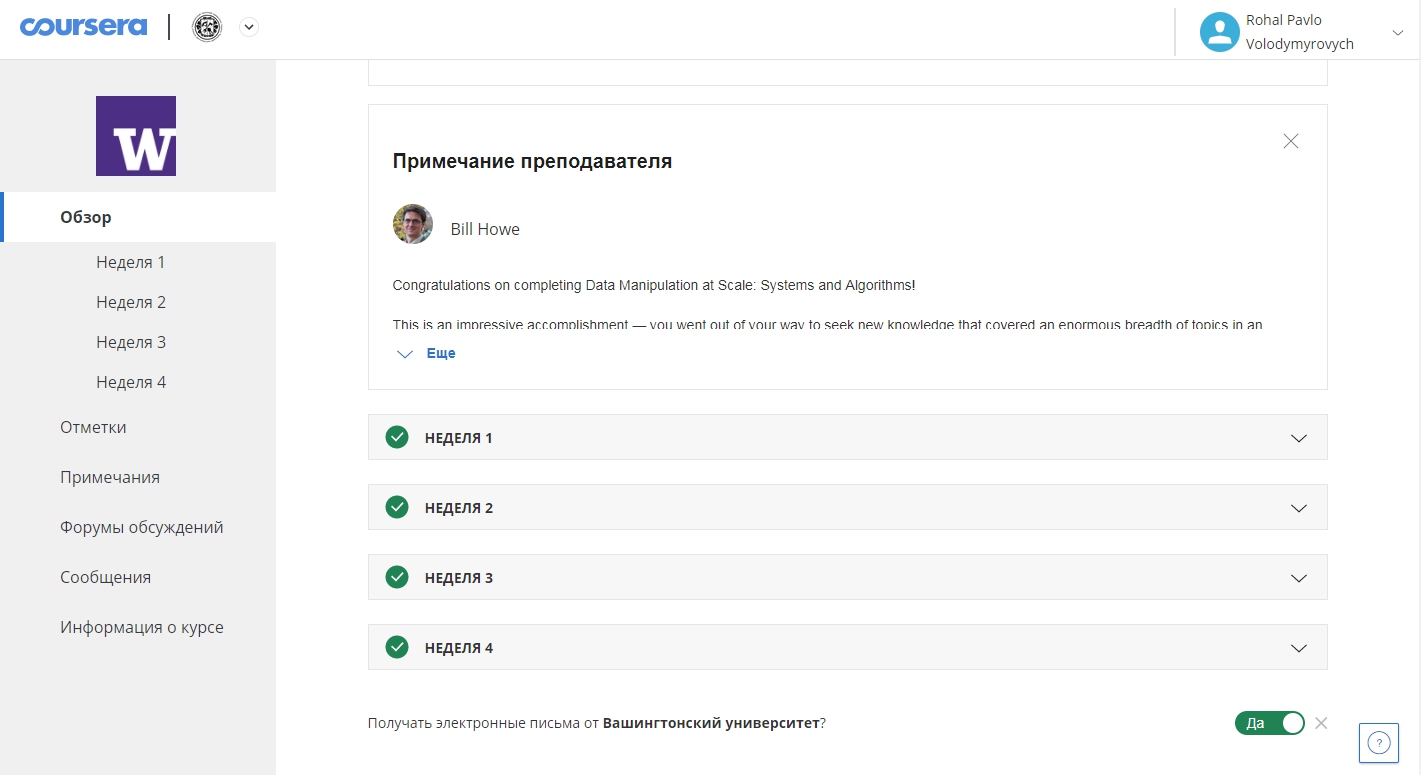 coursera
Rohal Pavlo
Volodymyrovych
W
Обзор
Неделя 1
Неделя 2
Неделя 3
Неделя 4
Отметки
Примечания
Форумы обсуждений
Сообщения
Информация о курсе
Примечание преподавателя
Bill Howe
Congratulations on completing Data Manipulation at Scale: Systems and Algorithms!
This is an impressive accomplishment — you went out of your way to seek new knowledge that covered an enormous breadth of topics in an
Еще
НЕДЕЛЯ 1
НЕДЕЛЯ 2
НЕДЕЛЯ 3
НЕДЕЛЯ 4
Получать электронные письма от Вашингтонский университет?
Да
?